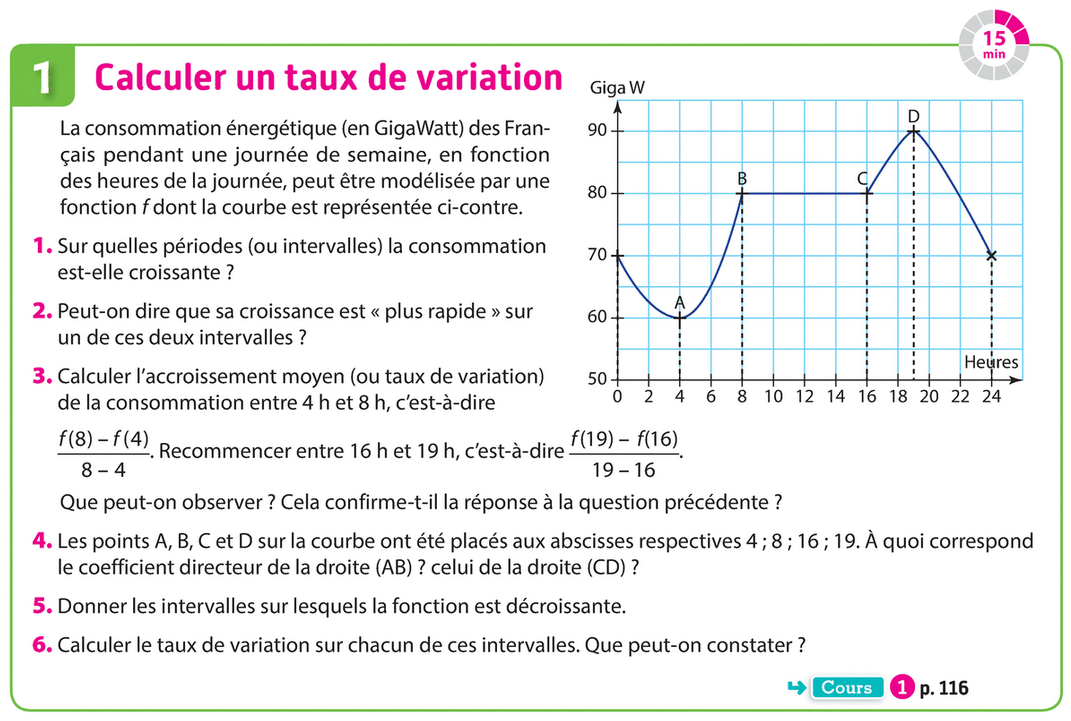 15
min
1 Calculer un taux de variation
La consommation énergétique (en GigaWatt) des Fran-
çais pendant une journée de semaine, en fonction
des heures de la journée, peut être modélisée par une
fonction f dont la courbe est représentée ci-contre.
1. Sur quelles périodes (ou intervalles) la consommation
est-elle croissante ?
2. Peut-on dire que sa croissance est « plus rapide » sur
un de ces deux intervalles ?
3. Calculer l'accroissement moyen (ou taux de variation)
de la consommation entre 4 h et 8 h, c'est-à-dire
Giga W
90
80
70
60
50
A
B
C
D
Heures
0 2 4 6 8 10 12 14 16 18 20 22 24
f(8) – f(4)
8 – 4
. Recommencer entre 16 h et 19 h, c'est-à-dire
f(19) – f(16)
19 – 16
.
Que peut-on observer ? Cela confirme-t-il la réponse à la question précédente ?
4. Les points A, B, C et D sur la courbe ont été placés aux abscisses respectives 4 ; 8 ; 16 ; 19. À quoi correspond
le coefficient directeur de la droite (AB) ? celui de la droite (CD) ?
5. Donner les intervalles sur lesquels la fonction est décroissante.
6. Calculer le taux de variation sur chacun de ces intervalles. Que peut-on constater ?
Cours 1 p. 116